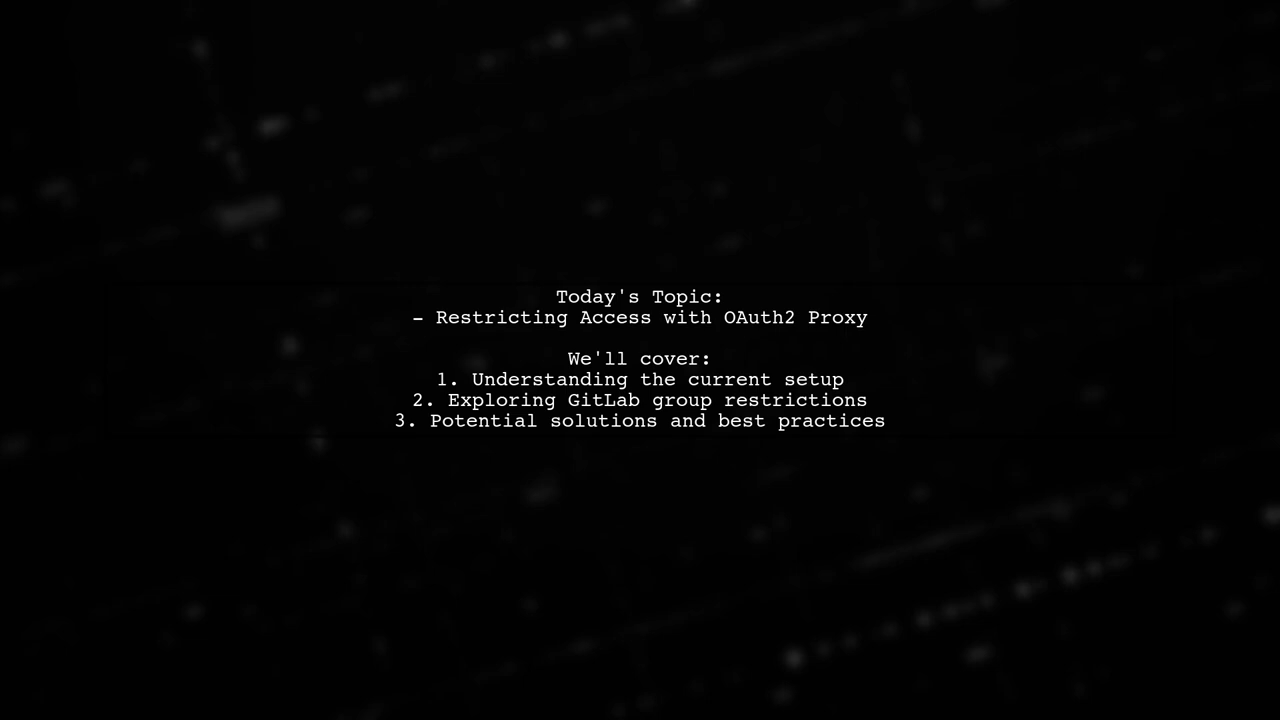 Today's Topic:
- Restricting Access with OAuth2 Proxy
We'll cover:
1. Understanding the current setup
2. Exploring GitLab group restrictions
3. Potential solutions and best practices